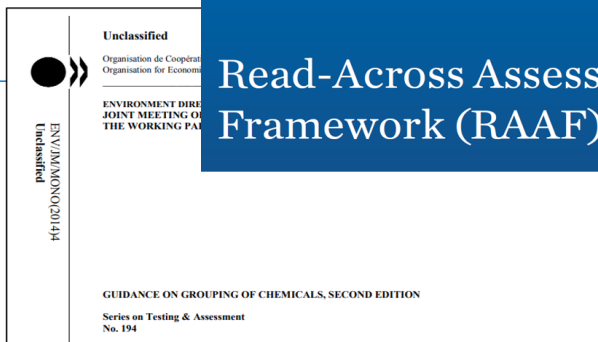 Unclassified
Organisation de Coopérat
Organisation for Economi
ENVIRONMENT DIRE
JOINT MEETING O
THE WORKING PA
Read-Across Assess
Framework (RAAF)
ENV/JM/MONO(2014)4
Unclassified
GUIDANCE ON GROUPING OF CHEMICALS, SECOND EDITION
Series on Testing & Assessment
No. 194